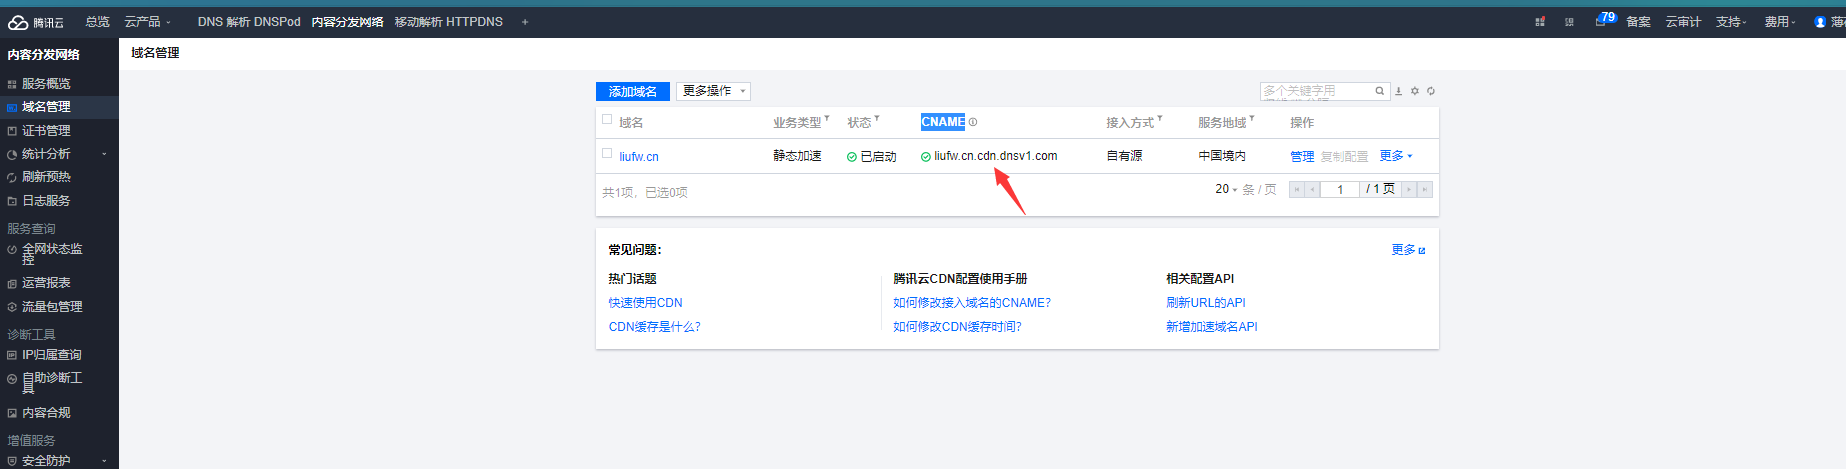 腾讯云 总览 云产品 DNS 解析 DNSPod 内容分发网络 移动解析 HTTPDNS + 79 备案 云审计 支持 费用
内容分发网络
服务概览
域名管理
证书管理
统计分析
刷新预热
日志服务
服务查询
全网状态监
控
运营报表
流量包管理
诊断工具
IP归属查询
自助诊断工
具
内容合规
增值服务
安全防护
域名管理
添加域名 更多操作 多个关键字用
域名 业务类型 状态 CNAME 接入方式 服务地域 操作
liufw.cn 静态加速 已启动 liufw.cn.cdn.dnsv1.com 自有源 中国境内 管理 复制配置 更多
共1项，已选0项 20 条 / 页 1 / 1 页
常见问题： 更多
热门话题 腾讯云CDN配置使用手册 相关配置API
快速使用CDN 如何修改接入域名的CNAME？ 刷新URL的API
CDN缓存是什么？ 如何修改CDN缓存时间？ 新增加速域名API